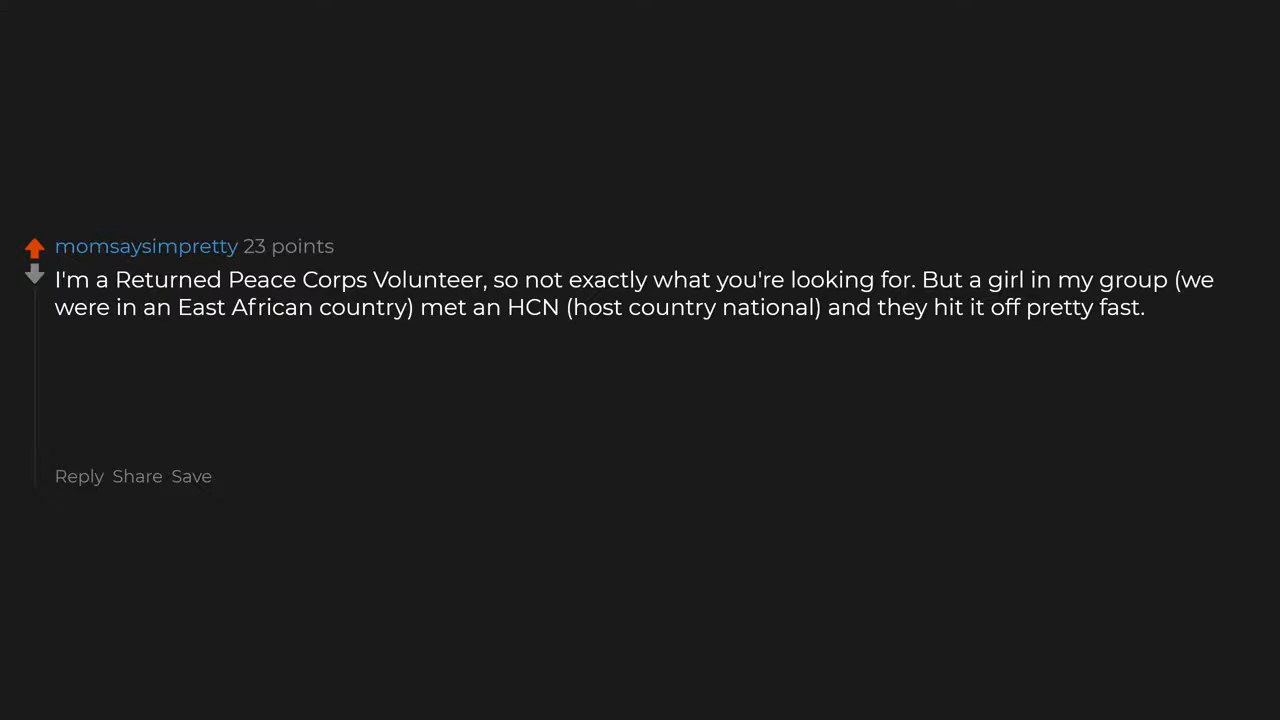 momsaysimpretty 23 points
I'm a Returned Peace Corps Volunteer, so not exactly what you're looking for. But a girl in my group (we
were in an East African country) met an HCN (host country national) and they hit it off pretty fast.
Reply Share Save